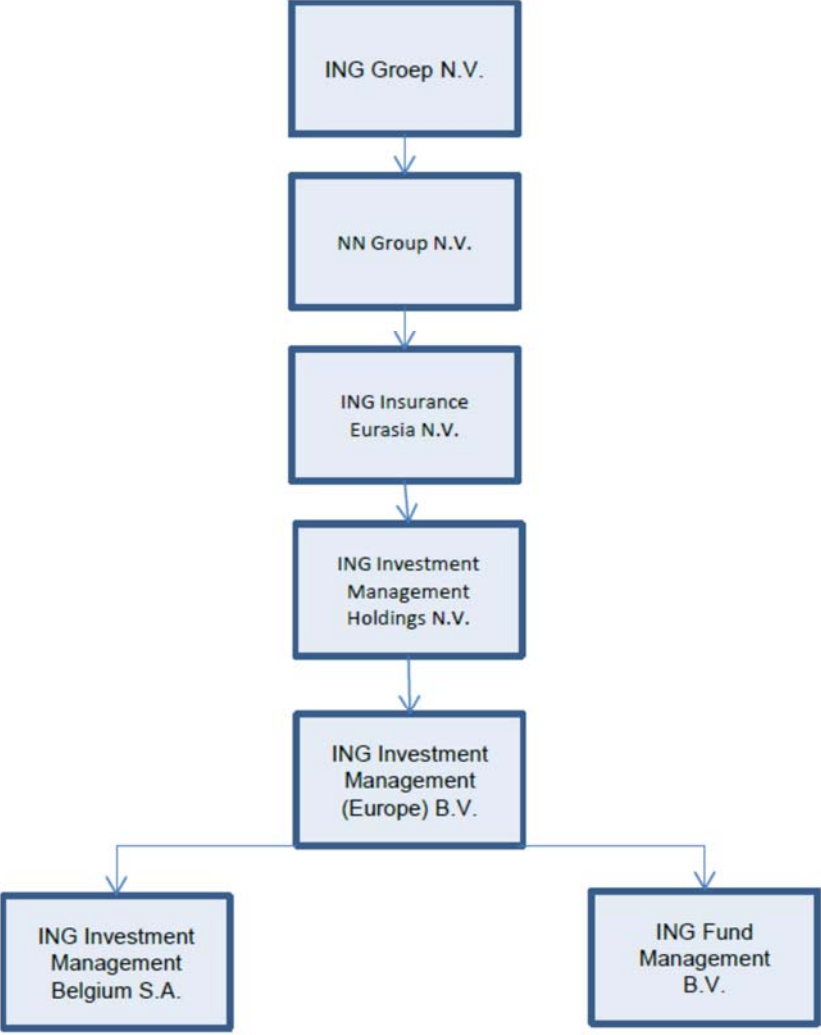 ING Groep N.V.
NN Group N.V.
ING Insurance
Eurasia N.V.
ING Investment
Management
Holdings N.V.
ING Investment
Management
(Europe) B.V.
ING Investment
Management
Belgium S.A.
ING Fund
Management
B.V.